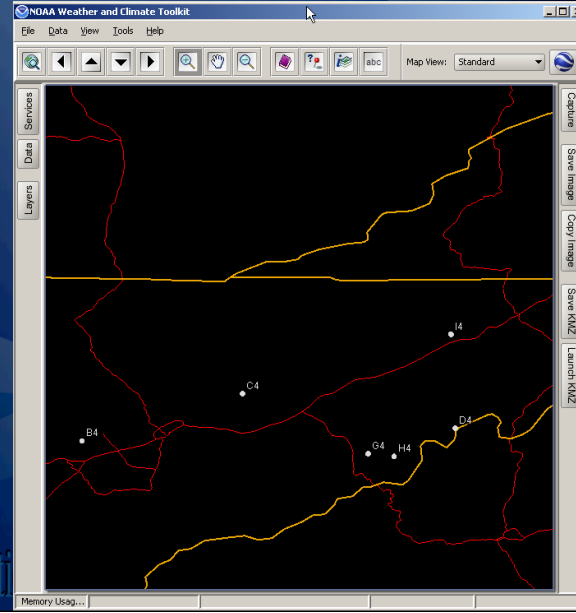 NOAA Weather and Climate Toolkit
File Data View Tools Help
abc Map View: Standard
Services
Data
Layers
Capture
Save Image
Copy Image
Save KMZ
Launch KMZ
I4
C4
D4
B4
G4
H4
Memory Usag...